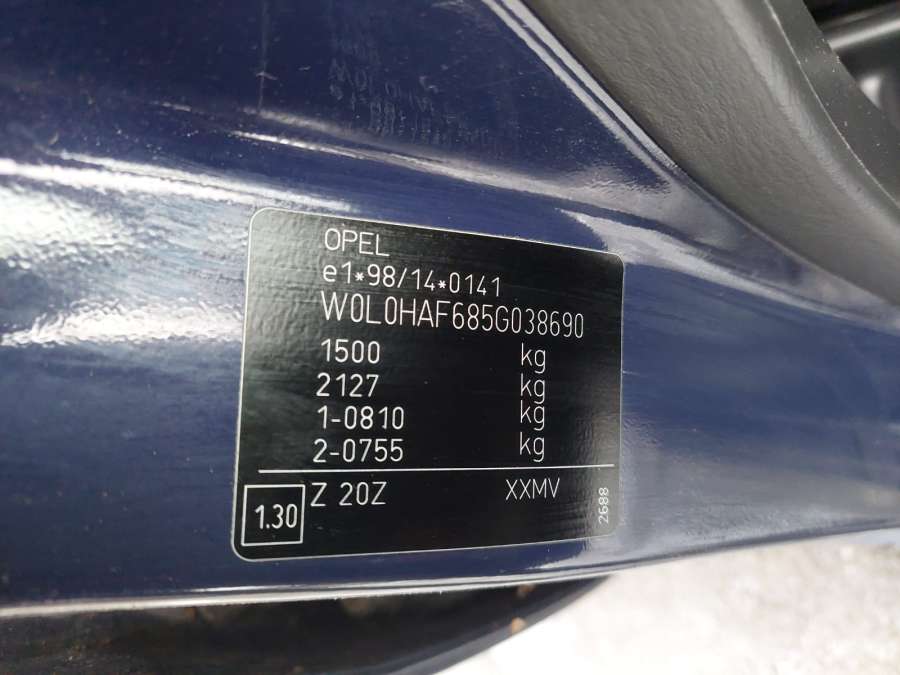 OPEL
e1*98/14*0141
W0L0HAF685G038690
1500 kg
2127 kg
1-0810 kg
2-0755 kg
1.30 Z 20Z XXMV
2688